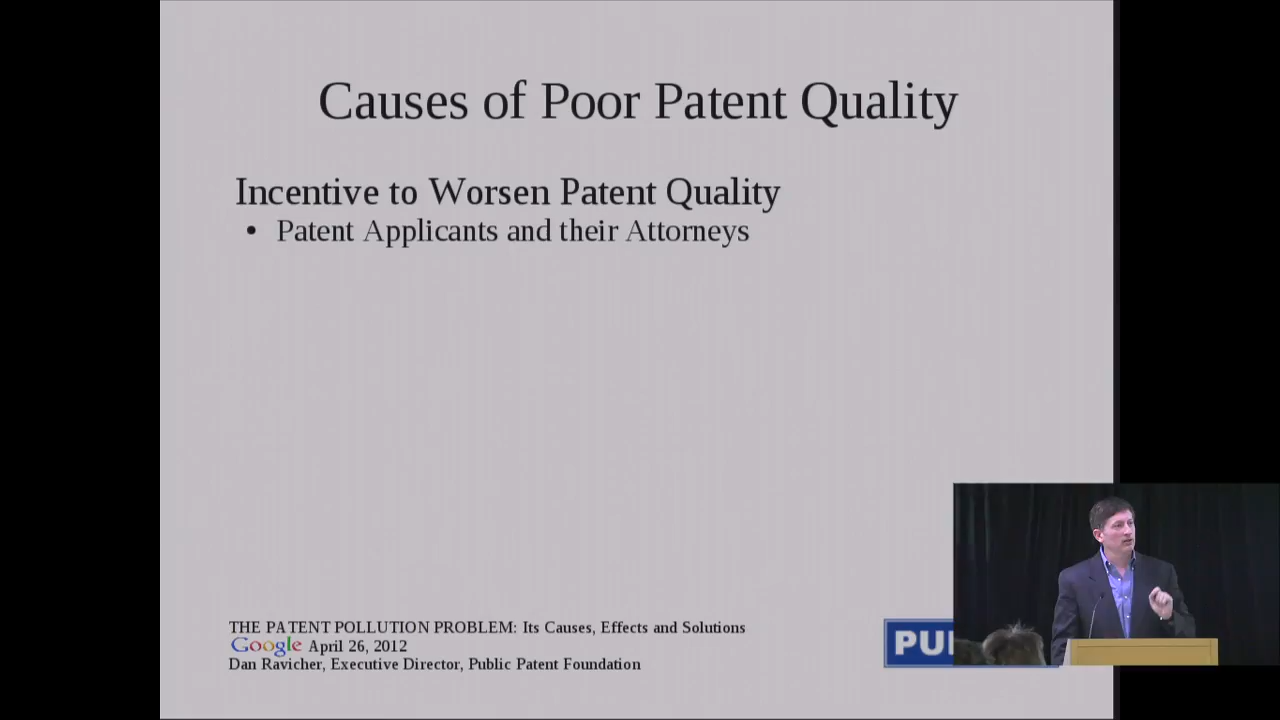 Causes of Poor Patent Quality
Incentive to Worsen Patent Quality
• Patent Applicants and their Attorneys
THE PATENT POLLUTION PROBLEM: Its Causes, Effects and Solutions
Google April 26, 2012
Dan Ravicher, Executive Director, Public Patent Foundation